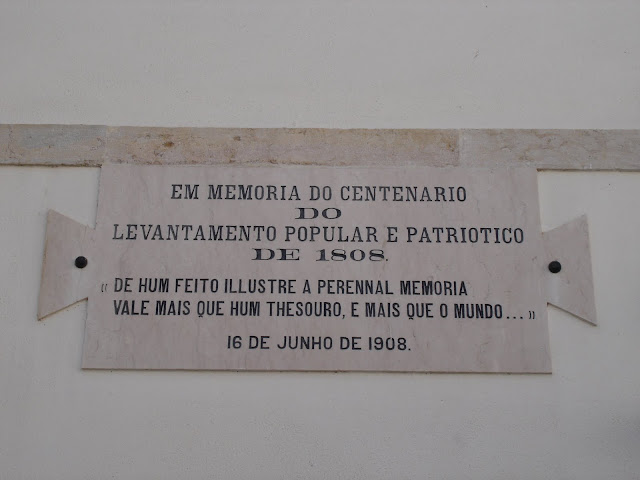 EM MEMORIA DO CENTENARIO
DO
LEVANTAMENTO POPULAR E PATRIOTICO
DE 1808.
« DE HUM FEITO ILLUSTRE A PERENNAL MEMORIA
VALE MAIS QUE HUM THESOURO, E MAIS QUE O MUNDO... »
16 DE JUNHO DE 1908.